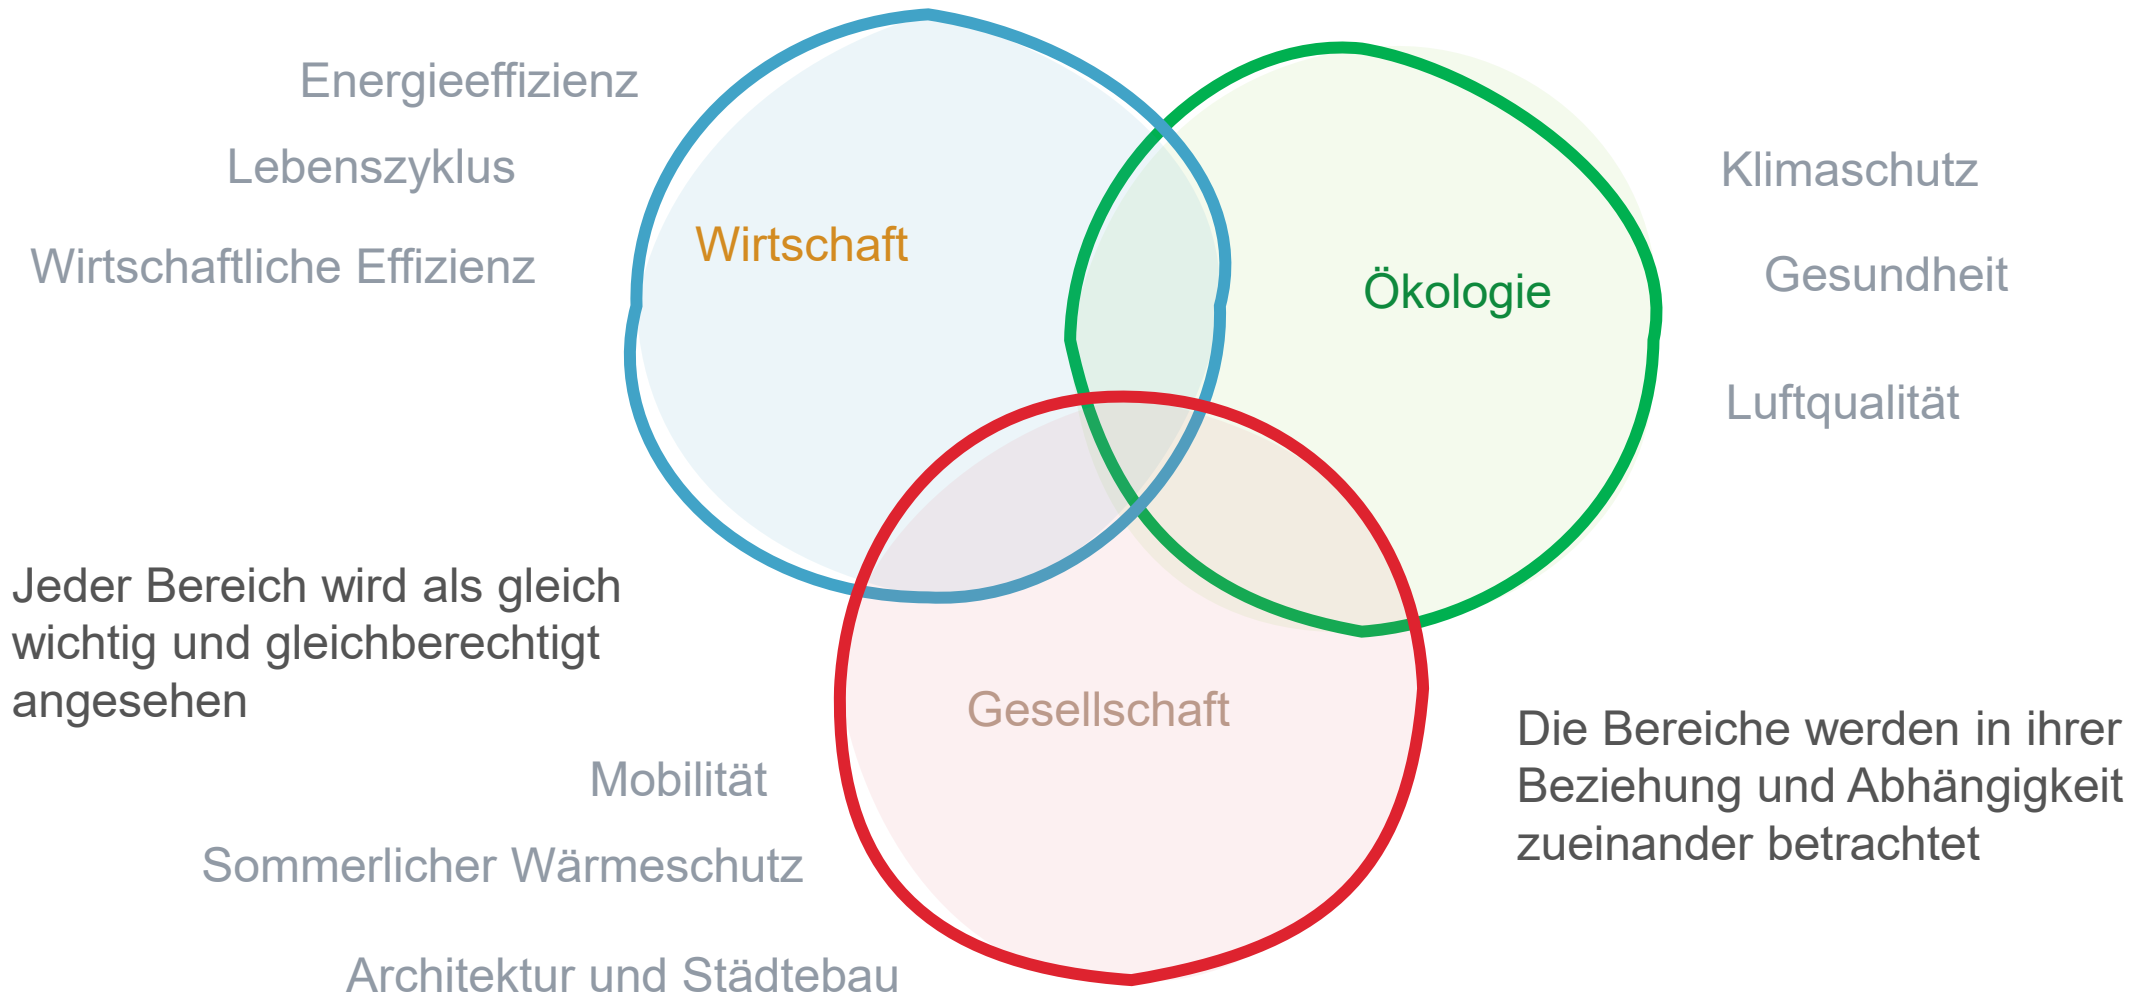 Energieeffizienz
Lebenszyklus
Wirtschaftliche Effizienz
Wirtschaft
Ökologie
Klimaschutz
Gesundheit
Luftqualität
Jeder Bereich wird als gleich
wichtig und gleichberechtigt
angesehen
Gesellschaft
Mobilität
Sommerlicher Wärmeschutz
Architektur und Städtebau
Die Bereiche werden in ihrer
Beziehung und Abhängigkeit
zueinander betrachtet